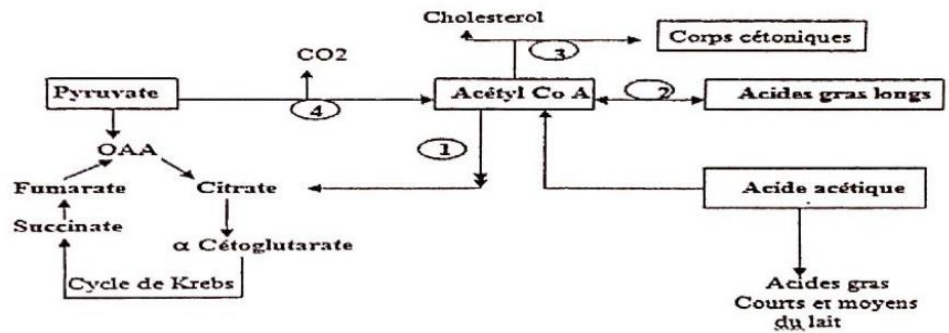 Cholesterol
CO2
3
Corps cétoniques
Pyruvate
4
Acétyl Co A
2
Acides gras longs
OAA
1
Fumarate
Citrate
Acide acétique
Succinate
α Cétoglutarate
Cycle de Krebs
Acides gras
Courts et moyens
du lait